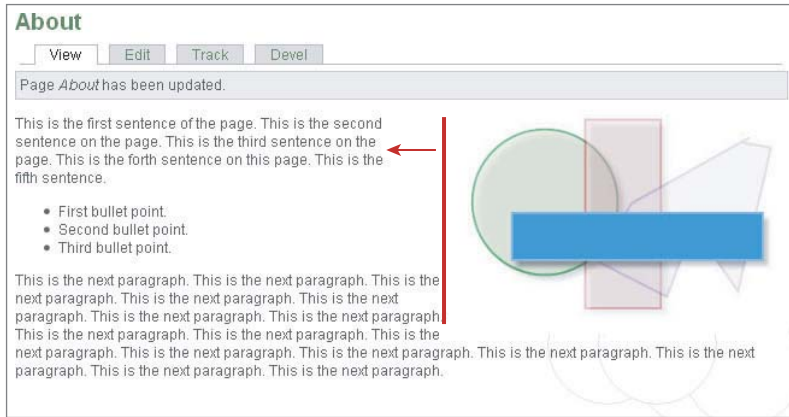 About
View Edit Track Devel
Page About has been updated.
This is the first sentence of the page. This is the second
sentence on the page. This is the third sentence on the
page. This is the forth sentence on this page. This is the
fifth sentence.
First bullet point.
Second bullet point.
Third bullet point.
This is the next paragraph. This is the next paragraph. This is the
next paragraph. This is the next paragraph. This is the next
paragraph. This is the next paragraph. This is the next paragraph.
This is the next paragraph. This is the next paragraph. This is the
next paragraph. This is the next paragraph. This is the next paragraph. This is the next paragraph. This is the next
paragraph. This is the next paragraph. This is the next paragraph.